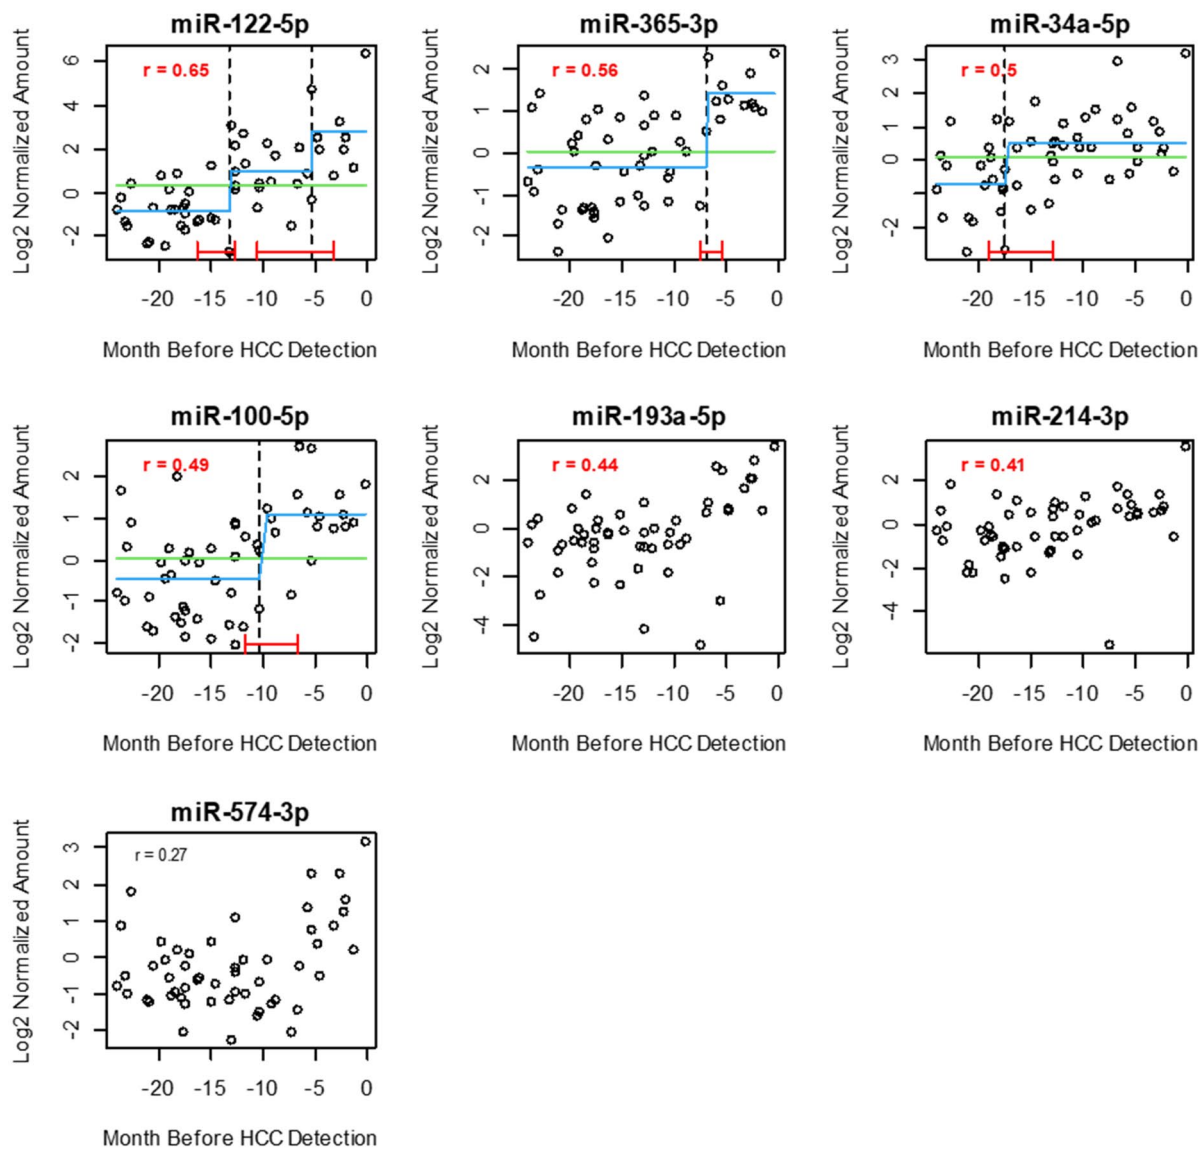 miR-122-5p
Log2 Normalized Amount
6
4
2
0
-2
r = 0.65
-20 -15 -10 -5 0
Month Before HCC Detection
miR-365-3p
Log2 Normalized Amount
2
1
0
-1
-2
r = 0.56
-20 -15 -10 -5 0
Month Before HCC Detection
miR-34a-5p
Log2 Normalized Amount
3
1
0
-2
r = 0.5
-20 -15 -10 -5 0
Month Before HCC Detection
miR-100-5p
Log2 Normalized Amount
2
1
0
-1
-2
r = 0.49
-20 -15 -10 -5 0
Month Before HCC Detection
miR-193a-5p
Log2 Normalized Amount
2
0
-2
-4
r = 0.44
-20 -15 -10 -5 0
Month Before HCC Detection
miR-214-3p
Log2 Normalized Amount
2
0
-2
-4
r = 0.41
-20 -15 -10 -5 0
Month Before HCC Detection
miR-574-3p
Log2 Normalized Amount
3
2
1
0
-1
-2
r = 0.27
-20 -15 -10 -5 0
Month Before HCC Detection